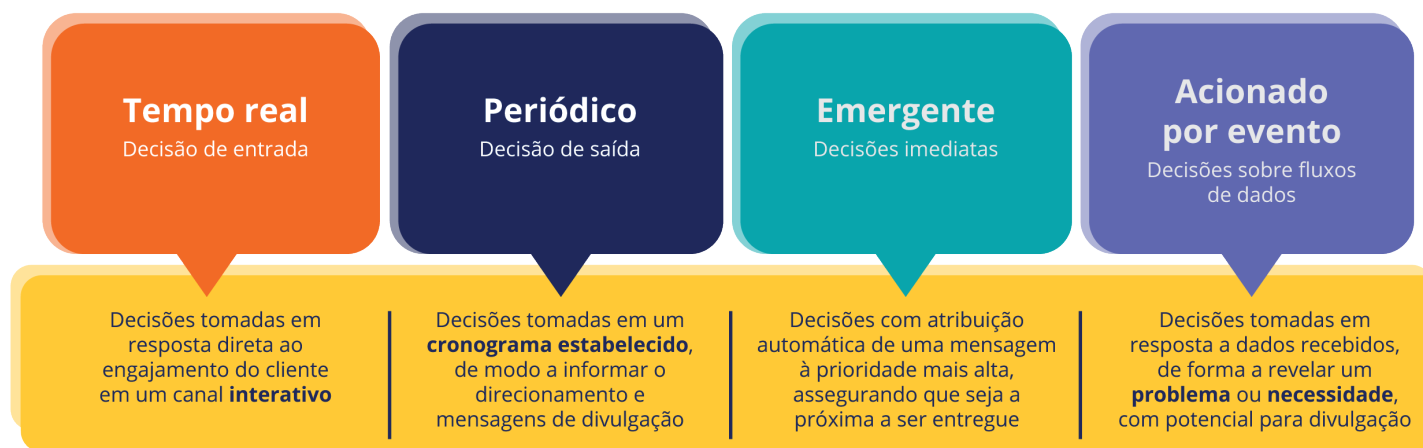 Tempo real
Decisão de entrada
Periódico
Decisão de saída
Emergente
Decisões imediatas
Acionado
por evento
Decisões sobre fluxos
de dados
Decisões tomadas em
resposta direta ao
engajamento do cliente
em um canal interativo
Decisões tomadas em um
cronograma estabelecido,
de modo a informar o
direcionamento e
mensagens de divulgação
Decisões com atribuição
automática de uma mensagem
à prioridade mais alta,
assegurando que seja a
próxima a ser entregue
Decisões tomadas em
resposta a dados recebidos,
de forma a revelar um
problema ou necessidade,
com potencial para divulgação